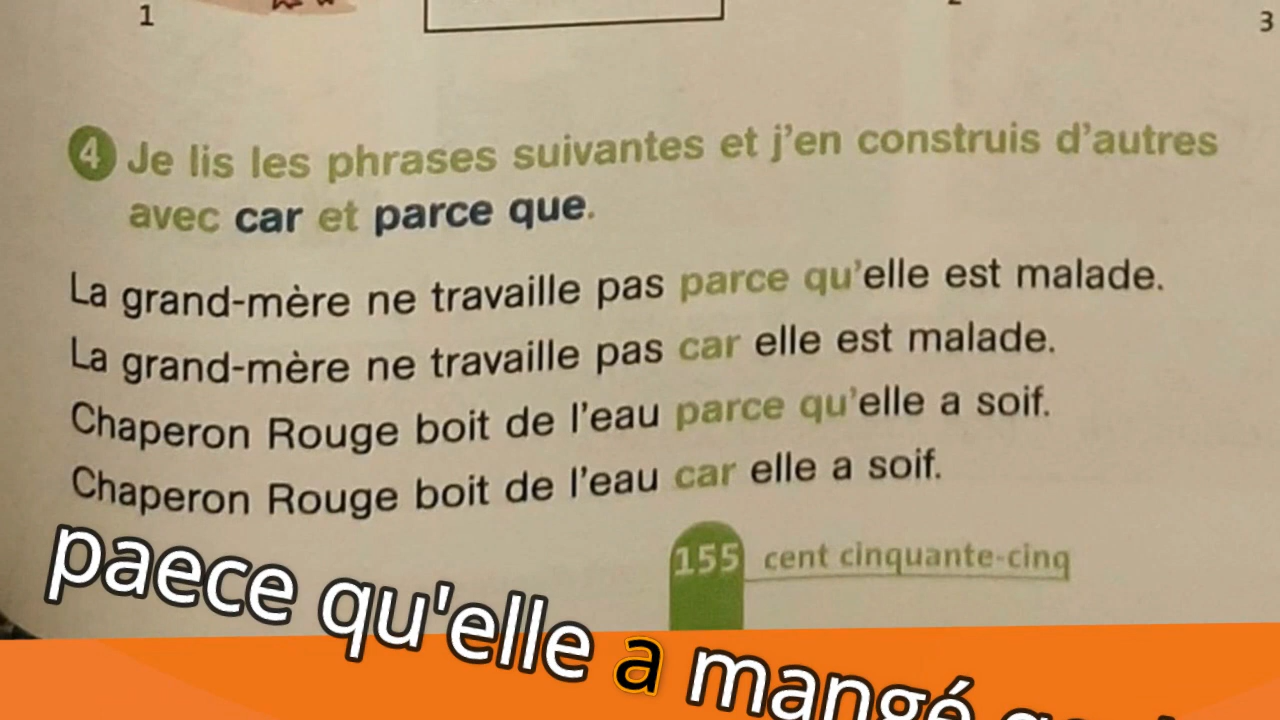 1
3
4 Je lis les phrases suivantes et j'en construis d'autres
avec car et parce que.
La grand-mère ne travaille pas parce qu'elle est malade.
La grand-mère ne travaille pas car elle est malade.
Chaperon Rouge boit de l'eau parce qu'elle a soif.
Chaperon Rouge boit de l'eau car elle a soif.
155 cent cinquante-cinq
paece qu'elle a mangé